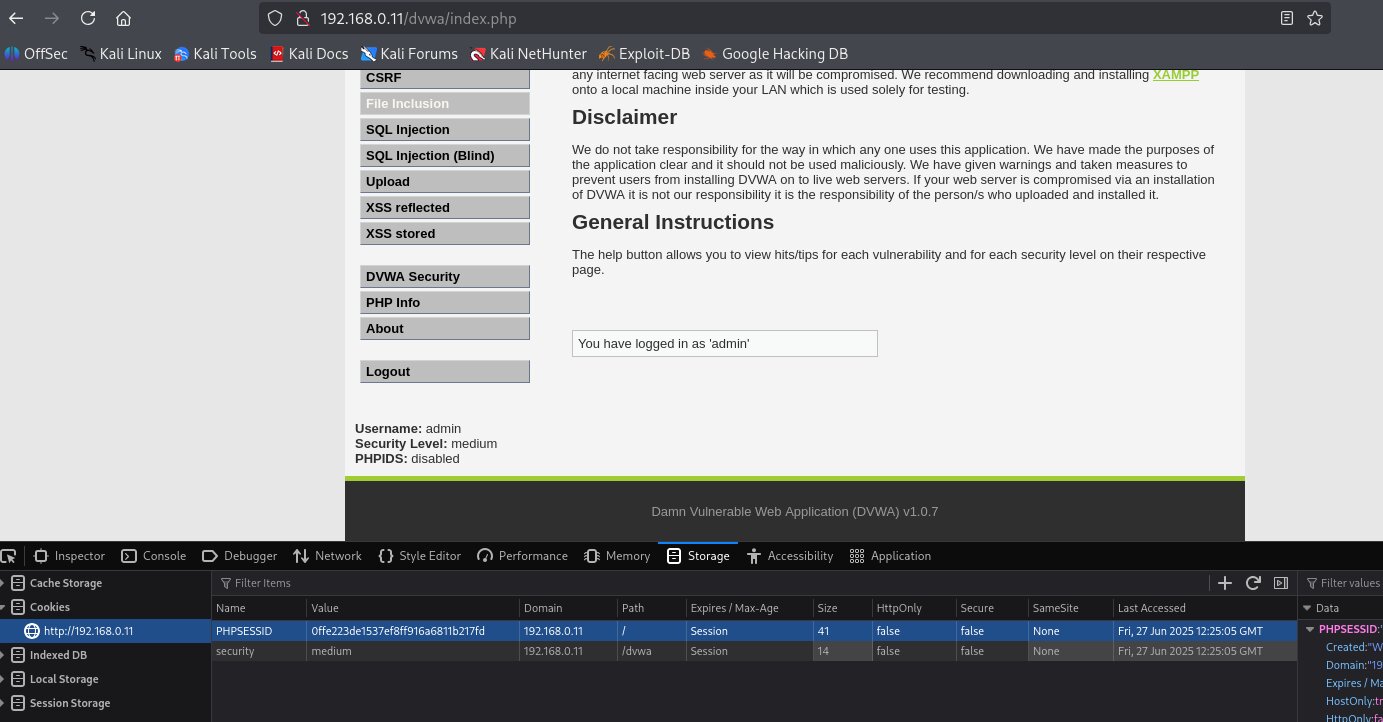 192.168.0.11/dvwa/index.php
OffSec Kali Linux Kali Tools Kali Docs Kali Forums Kali NetHunter Exploit-DB Google Hacking DB
CSRF
File Inclusion
SQL Injection
SQL Injection (Blind)
Upload
XSS reflected
XSS stored
DVWA Security
PHP Info
About
Logout
any internet facing web server as it will be compromised. We recommend downloading and installing XAMPP
onto a local machine inside your LAN which is used solely for testing.
Disclaimer
We do not take responsibility for the way in which any one uses this application. We have made the purposes of
the application clear and it should not be used maliciously. We have given warnings and taken measures to
prevent users from installing DVWA on to live web servers. If your web server is compromised via an installation
of DVWA it is not our responsibility it is the responsibility of the person/s who uploaded and installed it.
General Instructions
The help button allows you to view hits/tips for each vulnerability and for each security level on their respective
page.
You have logged in as 'admin'
Username: admin
Security Level: medium
PHPIDS: disabled
Damn Vulnerable Web Application (DVWA) v1.0.7
Inspector Console Debugger Network Style Editor Performance Memory Storage Accessibility Application
Cache Storage
Cookies
http://192.168.0.11
Indexed DB
Local Storage
Session Storage
Filter Items
Name Value Domain Path Expires / Max-Age Size HttpOnly Secure SameSite Last Accessed
PHPSESSID 0ffe223de1537ef8ff916a6811b217fd 192.168.0.11 / Session 41 false false None Fri, 27 Jun 2025 12:25:05 GMT
security medium 192.168.0.11 /dvwa Session 14 false false None Fri, 27 Jun 2025 12:25:05 GMT
Filter values
Data
PHPSESSID:"
Created:"W
Domain:"19
Expires / Ma
HostOnly:tr
HttpOnly:fa